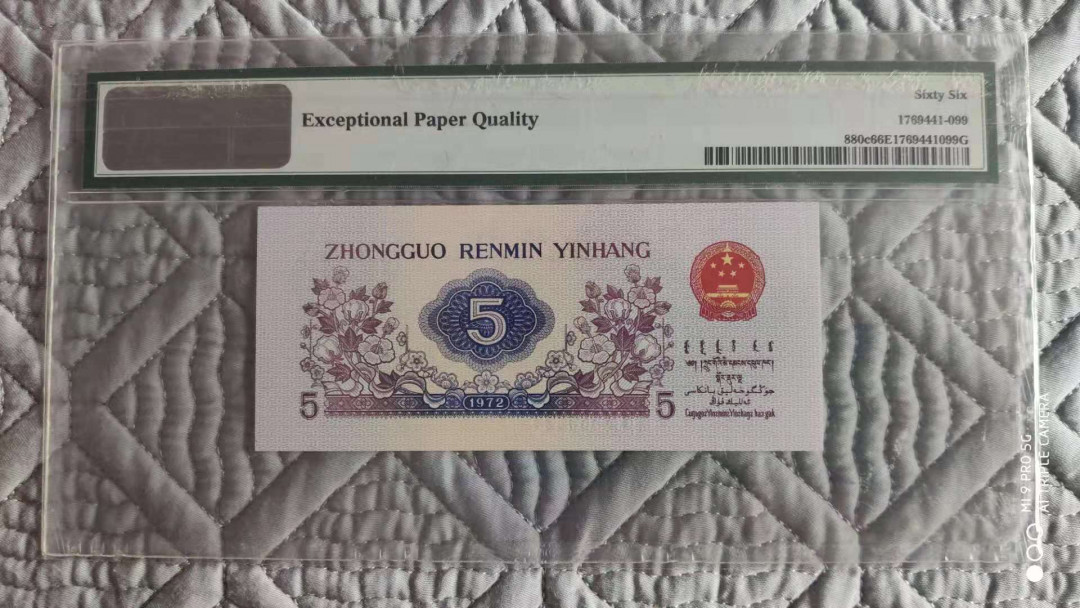 Sixty Six
Exceptional Paper Quality
1769441-099
880c66E1769441099G
ZHONGGUO RENMIN YINHANG
5
1972
5
5
MI 9 PRO 5G
AI TRIPLE CAMERA